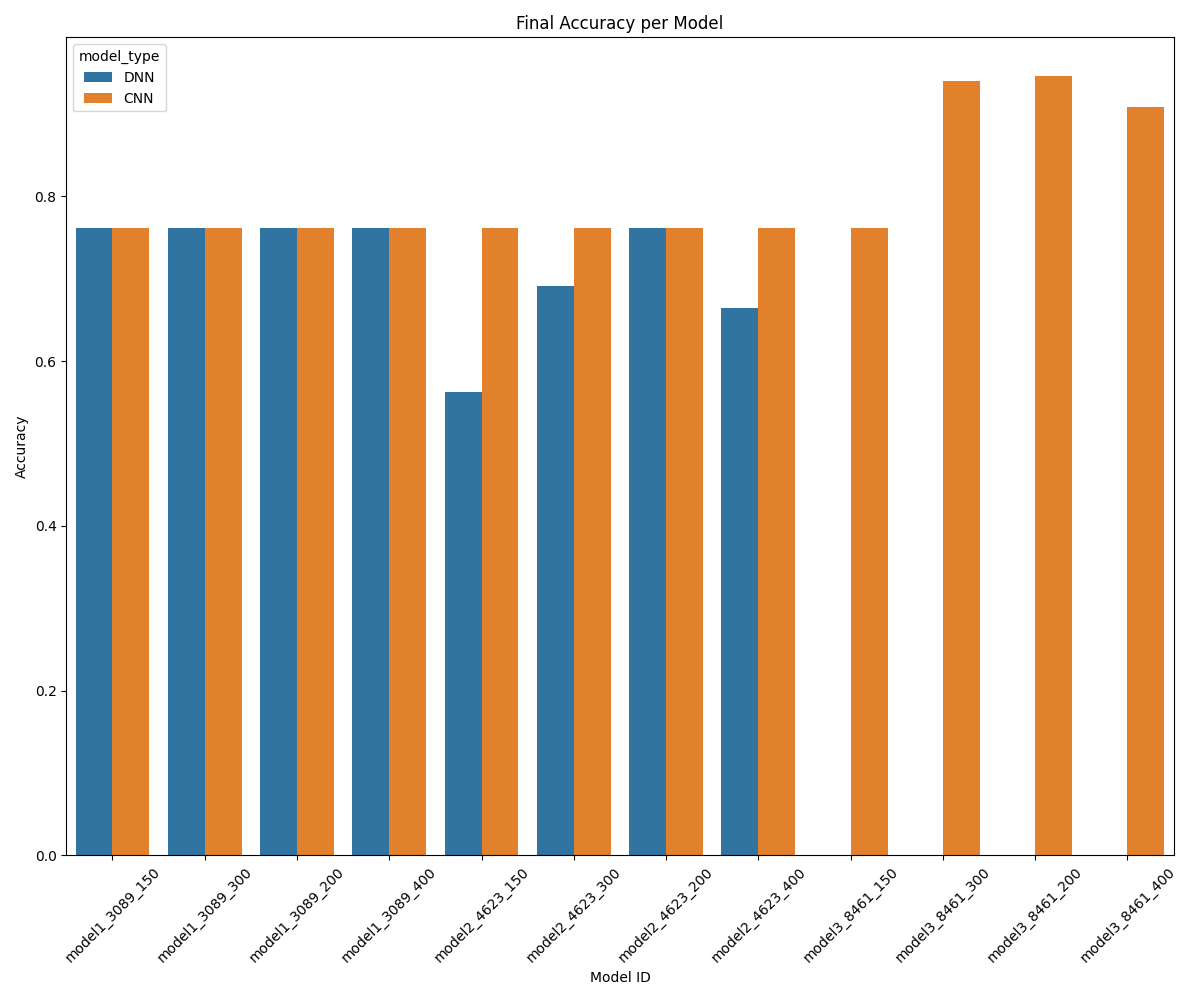 Final Accuracy per Model
model_type
DNN
CNN
Accuracy
0.8
0.6
0.4
0.2
0.0
model1_3089_150
model1_3089_300
model1_3089_200
model1_3089_400
model2_4623_150
model2_4623_300
model2_4623_200
model2_4623_400
model3_8461_150
model3_8461_300
model3_8461_200
model3_8461_400
Model ID